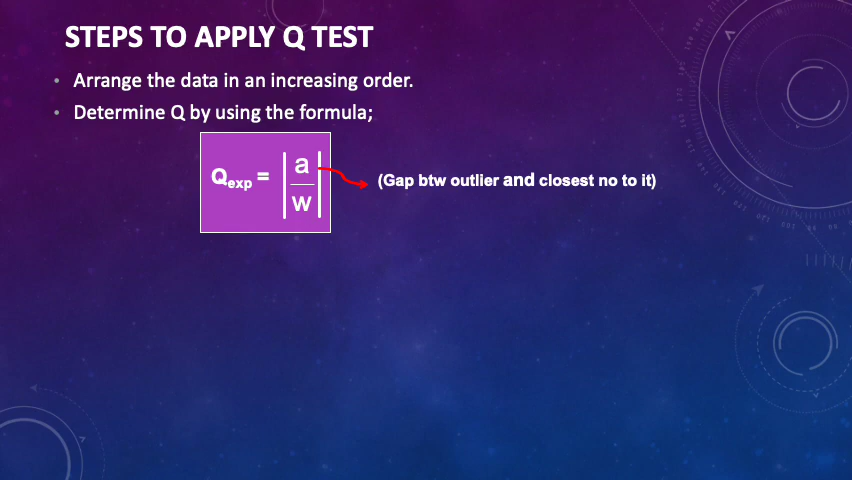 STEPS TO APPLY Q TEST
• Arrange the data in an increasing order.
• Determine Q by using the formula;
Qexp = |a/w|
(Gap btw outlier and closest no to it)